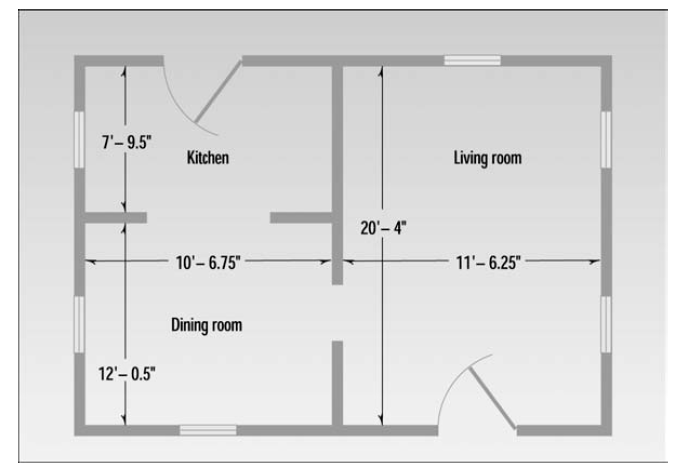 7'– 9.5"
Kitchen
Living room
20'– 4"
10'– 6.75"
11'– 6.25"
Dining room
12'– 0.5"